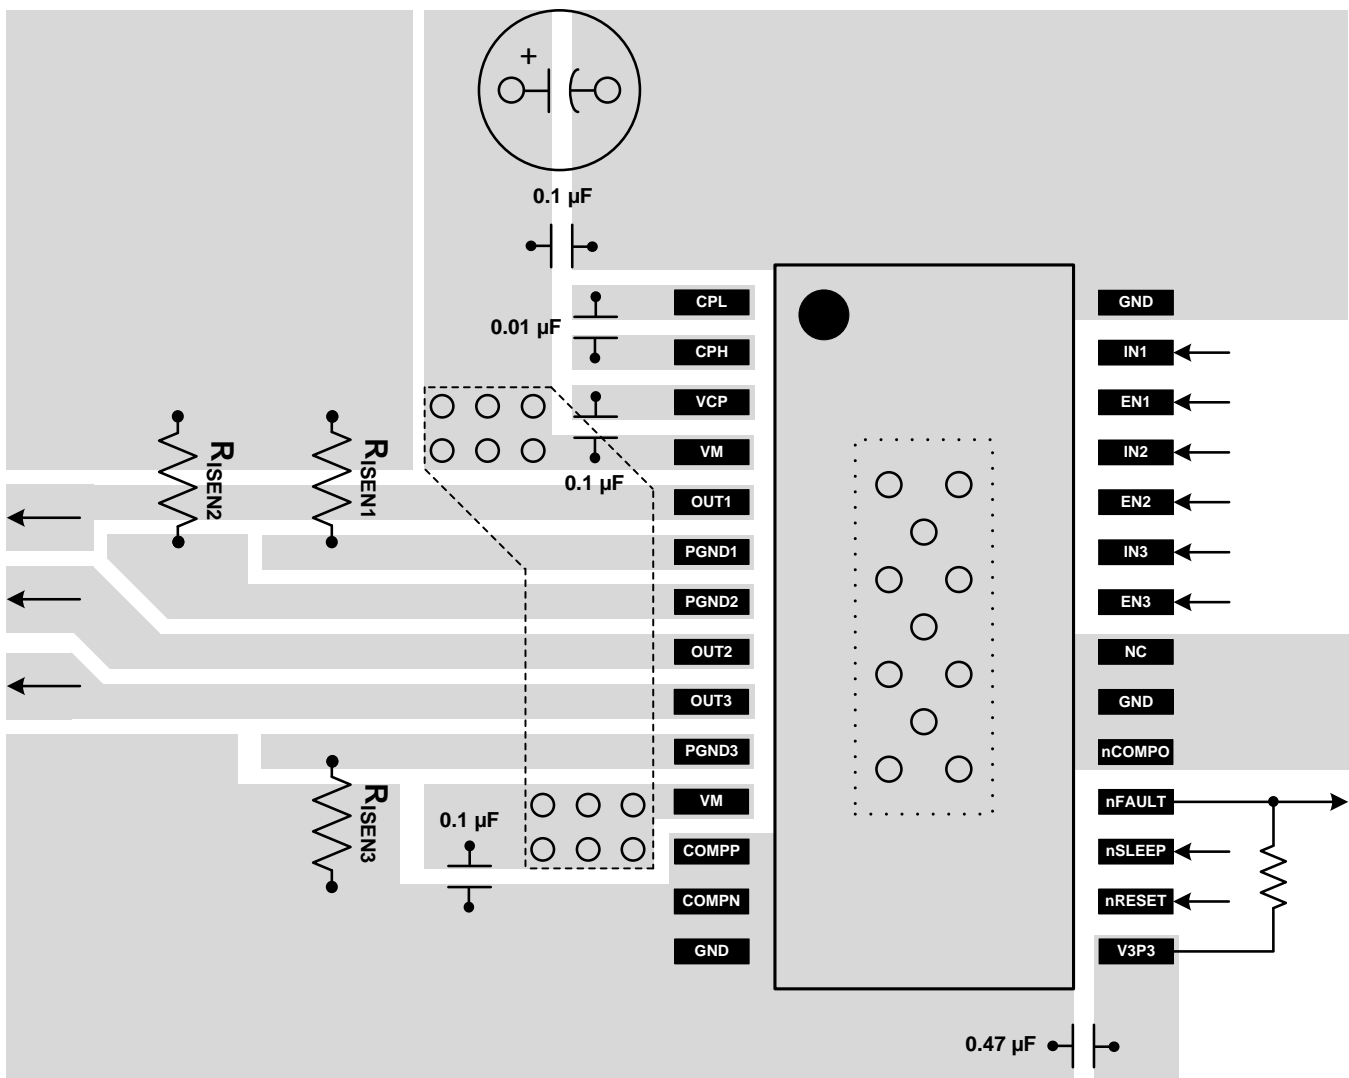 +
0.1 µF
CPL
GND
0.01 µF
CPH
IN1
VCP
EN1
RISEN2
RISEN1
VM
IN2
0.1 µF
OUT1
EN2
PGND1
IN3
PGND2
EN3
OUT2
NC
OUT3
GND
PGND3
nCOMPO
RISEN3
VM
nFAULT
0.1 µF
COMPP
nSLEEP
COMPN
nRESET
GND
V3P3
0.47 µF